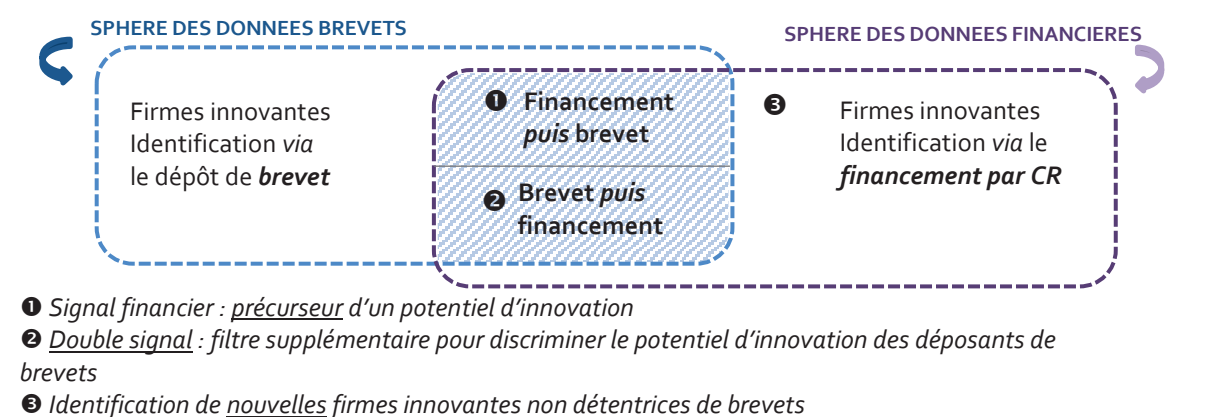 SPHERE DES DONNEES BREVETS
SPHERE DES DONNEES FINANCIERES
Firmes innovantes
Identification via
le dépôt de brevet
❶ Financement
puis brevet
❷ Brevet puis
financement
❸ Firmes innovantes
Identification via le
financement par CR
❶ Signal financier : précurseur d'un potentiel d'innovation
❷ Double signal : filtre supplémentaire pour discriminer le potentiel d'innovation des déposants de
brevets
❸ Identification de nouvelles firmes innovantes non détentrices de brevets